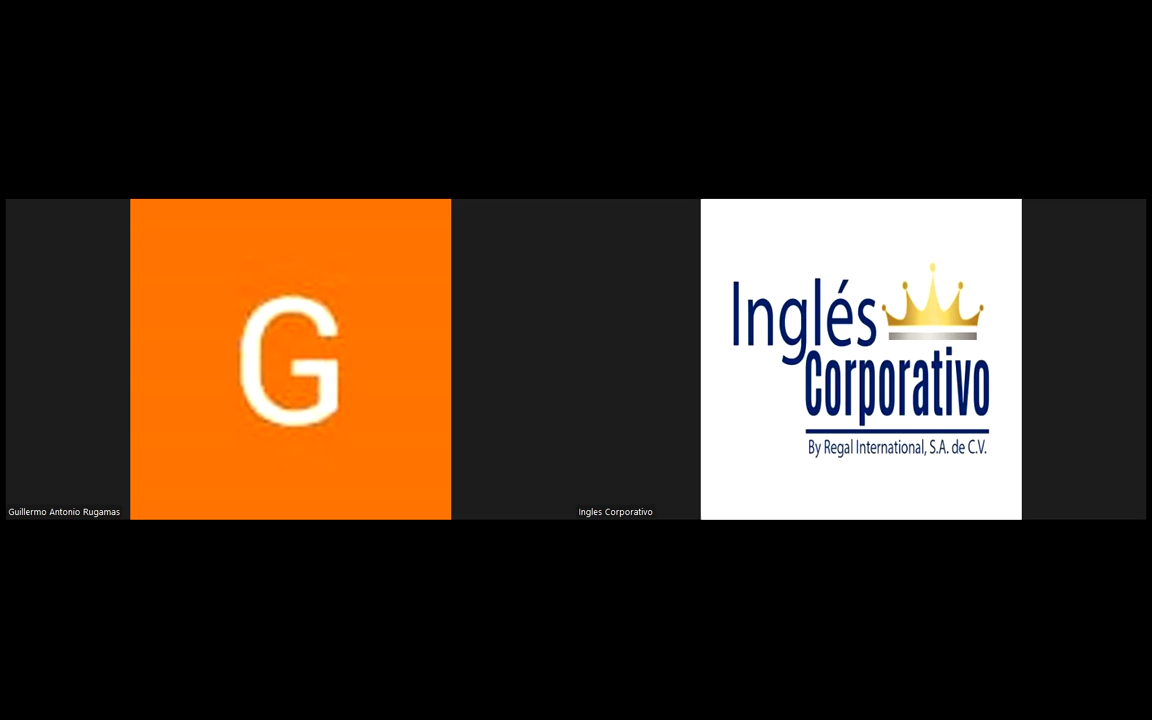 G
Guillermo Antonio Rugamas
Inglés
Corporativo
By Regal International, S.A. de C.V.
Ingles Corporativo